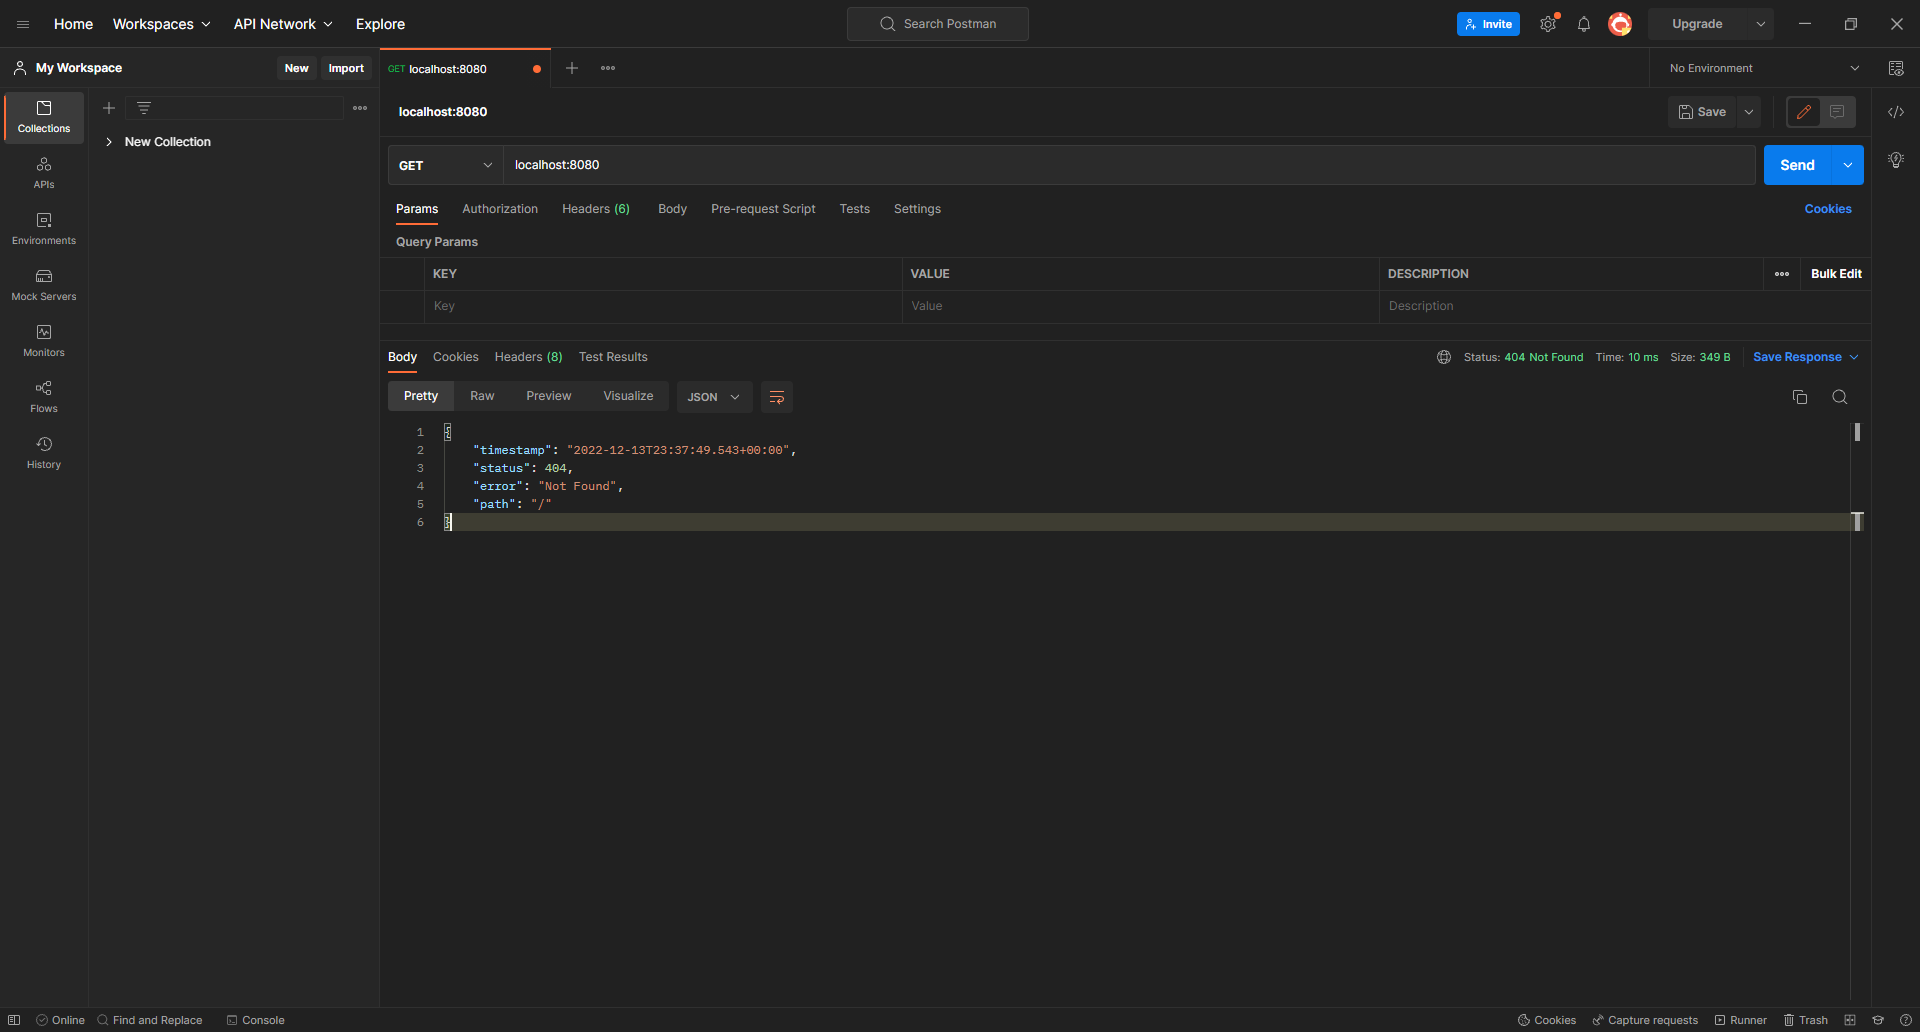 Home Workspaces API Network Explore Search Postman Invite Upgrade
My Workspace New Import GET localhost:8080 No Environment
Collections
New Collection
APIs
Environments
Mock Servers
Monitors
Flows
History
localhost:8080 Save
GET localhost:8080 Send
Params Authorization Headers (6) Body Pre-request Script Tests Settings Cookies
Query Params
KEY VALUE DESCRIPTION Bulk Edit
Key Value Description
Body Cookies Headers (8) Test Results Status: 404 Not Found Time: 10 ms Size: 349 B Save Response
Pretty Raw Preview Visualize JSON
1 {
2 "timestamp": "2022-12-13T23:37:49.543+00:00",
3 "status": 404,
4 "error": "Not Found",
5 "path": "/"
6 }
Online Find and Replace Console Cookies Capture requests Runner Trash